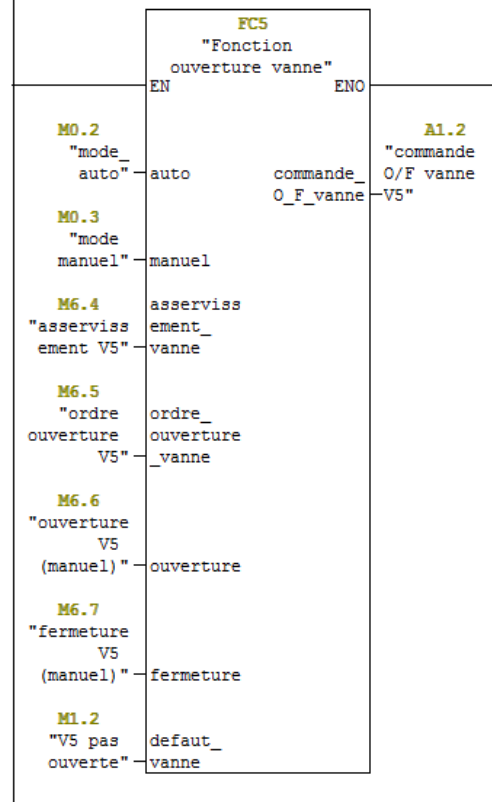 FC5
"Fonction
ouverture vanne"
EN ENO
M0.2
"mode_
auto" auto
A1.2
"commande
commande_ O/F vanne
O_F_vanne V5"
M0.3
"mode
manuel" manuel
M6.4 asserviss
"asserviss ement_
ement V5" vanne
M6.5
"ordre ordre_
ouverture ouverture
V5" _vanne
M6.6
"ouverture
V5
(manuel)" ouverture
M6.7
"fermeture
V5
(manuel)" fermeture
M1.2
"V5 pas defaut_
ouverte" vanne